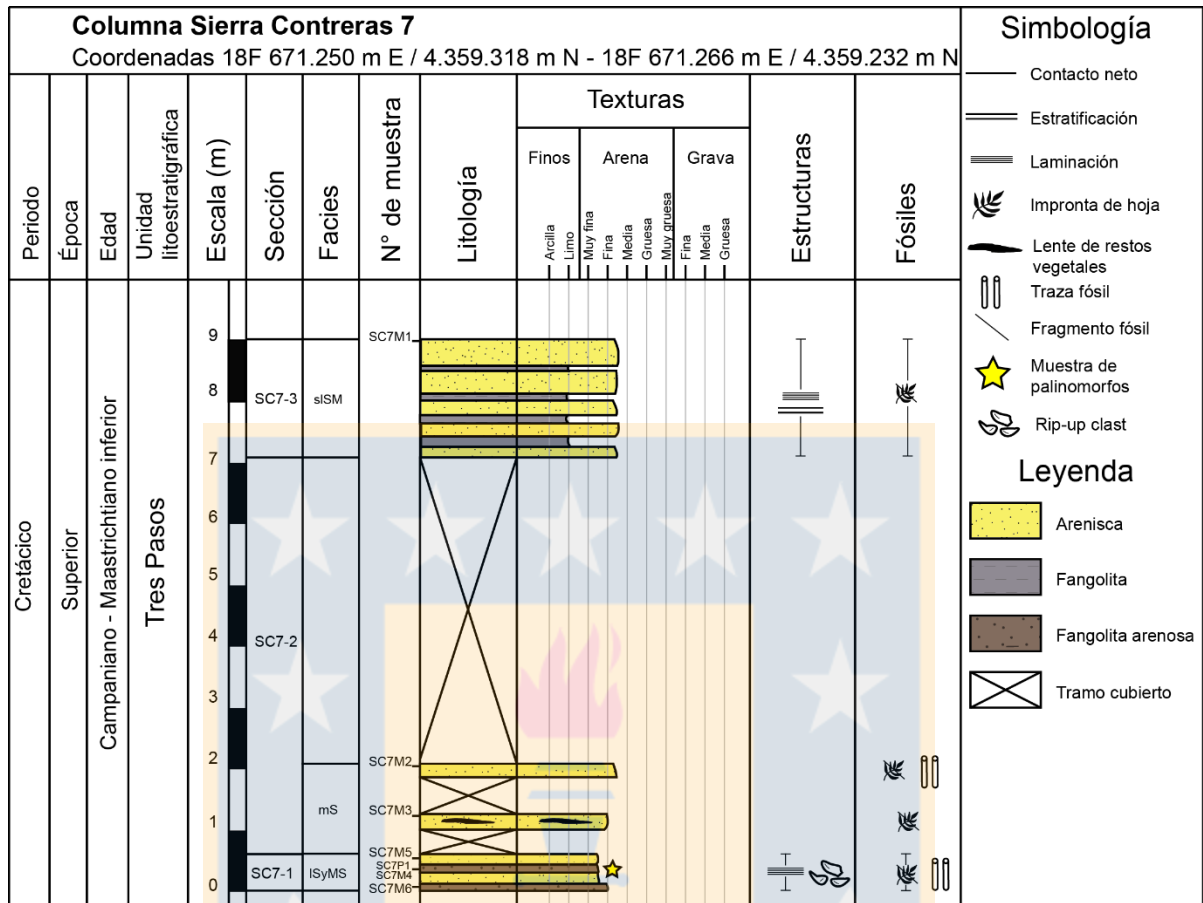 Columna Sierra Contreras 7
Coordenadas 18F 671.250 m E / 4.359.318 m N - 18F 671.266 m E / 4.359.232 m N
Periodo
Época
Edad
Unidad
litoestratigráfica
Escala (m)
Sección
Facies
N° de muestra
Litología
Texturas
Finos
Arena
Grava
Arcilla
Limo
Muy fina
Fina
Media
Gruesa
Muy gruesa
Fina
Media
Gruesa
Estructuras
Fósiles
Cretácico
Superior
Campaniano - Maastrichtiano inferior
Tres Pasos
9
8
7
6
5
4
3
2
1
0
SC7-3
SC7-2
SC7-1
slSM
mS
lSyMS
SC7M1
SC7M2
SC7M3
SC7M5
SC7P1
SC7M4
SC7M6
Simbología
Contacto neto
Estratificación
Laminación
Impronta de hoja
Lente de restos
vegetales
Traza fósil
Fragmento fósil
Muestra de
palinomorfos
Rip-up clast
Leyenda
Arenisca
Fangolita
Fangolita arenosa
Tramo cubierto